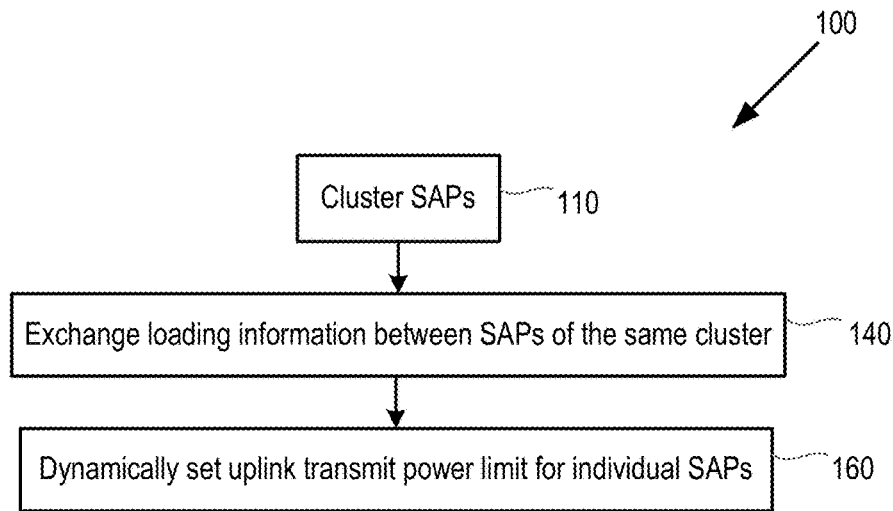 100
Cluster SAPs
110
Exchange loading information between SAPs of the same cluster
140
Dynamically set uplink transmit power limit for individual SAPs
160